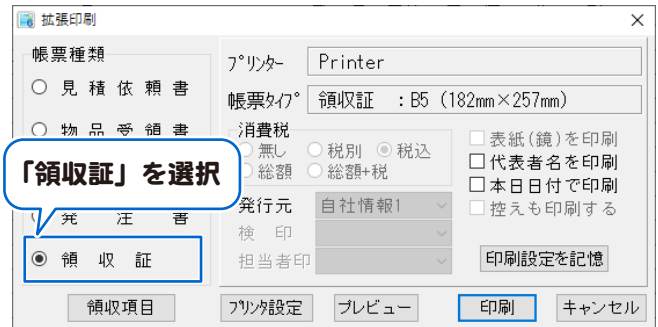 拡張印刷
帳票種類
見積依頼書
物品受領書
「領収証」を選択
発注書
領収証
領収項目
プリンター Printer
帳票タイプ 領収証 ：B5 (182mm×257mm)
消費税
無し 税別 税込
総額 総額+税
表紙(鏡)を印刷
代表者名を印刷
本日日付で印刷
控えも印刷する
発行元 自社情報1
検印
担当者印
印刷設定を記憶
プリンタ設定 プレビュー 印刷 キャンセル